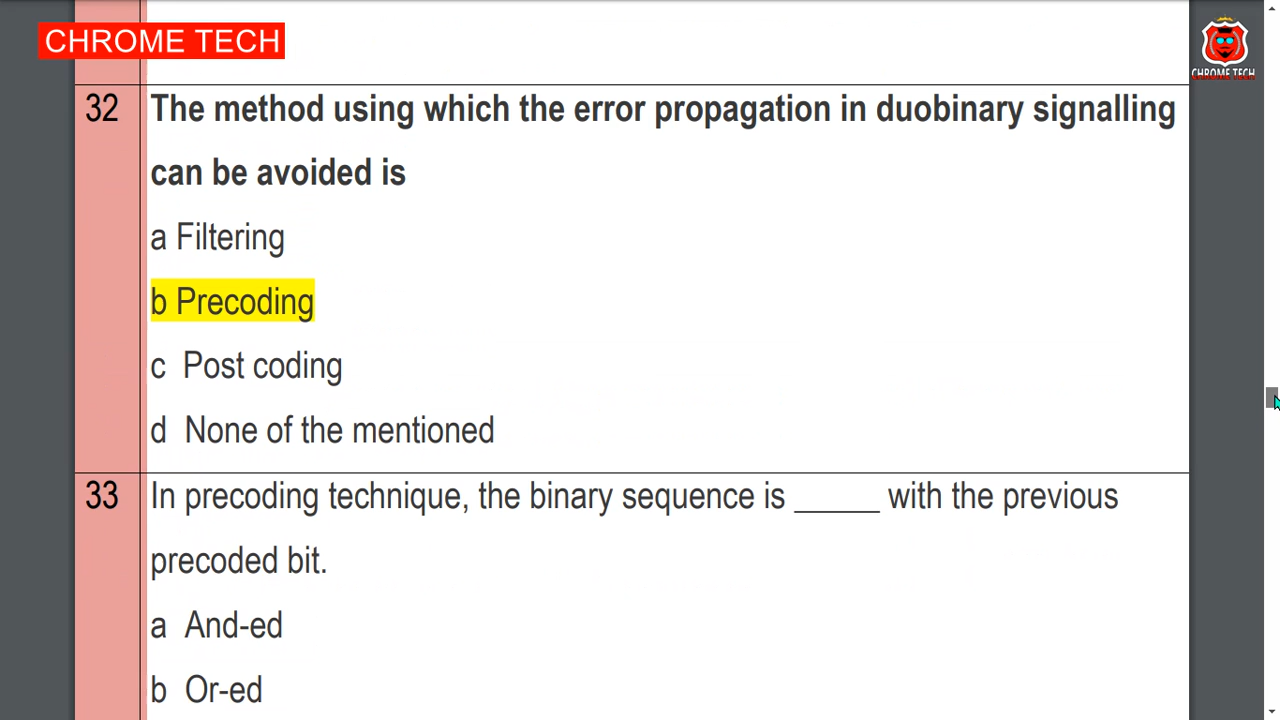 CHROME TECH
CHROME TECH
32 The method using which the error propagation in duobinary signalling
can be avoided is
a Filtering
b Precoding
c Post coding
d None of the mentioned
33 In precoding technique, the binary sequence is _____ with the previous
precoded bit.
a And-ed
b Or-ed